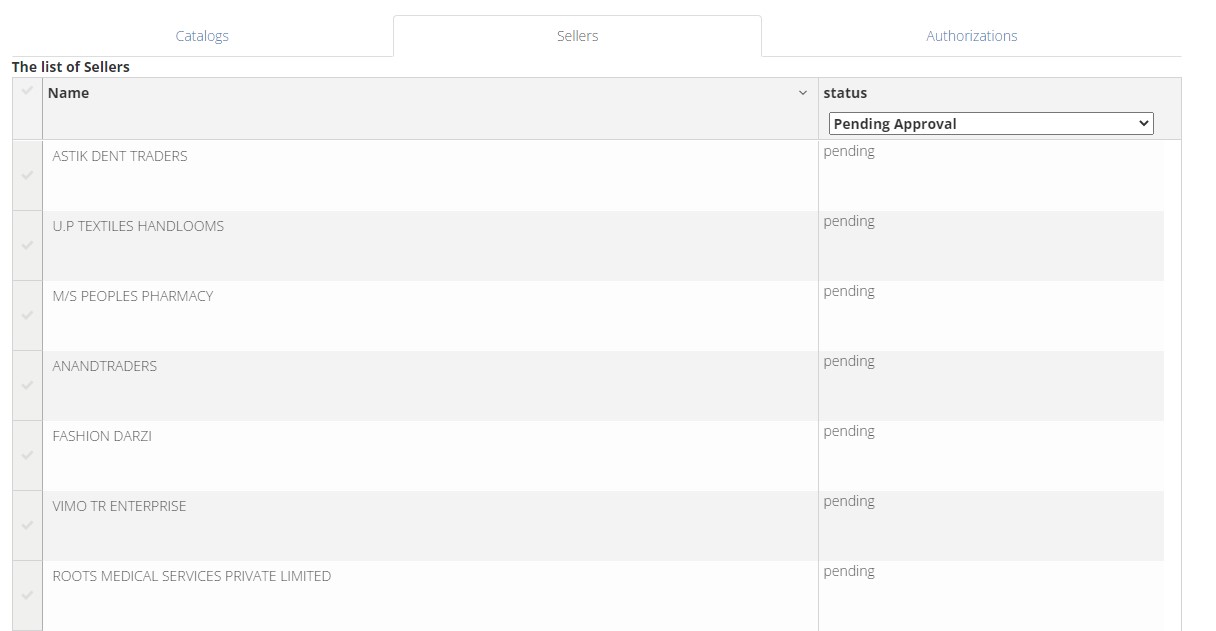 Catalogs Sellers Authorizations
The list of Sellers
Name status
Pending Approval
ASTIK DENT TRADERS pending
U.P TEXTILES HANDLOOMS pending
M/S PEOPLES PHARMACY pending
ANANDTRADERS pending
FASHION DARZI pending
VIMO TR ENTERPRISE pending
ROOTS MEDICAL SERVICES PRIVATE LIMITED pending